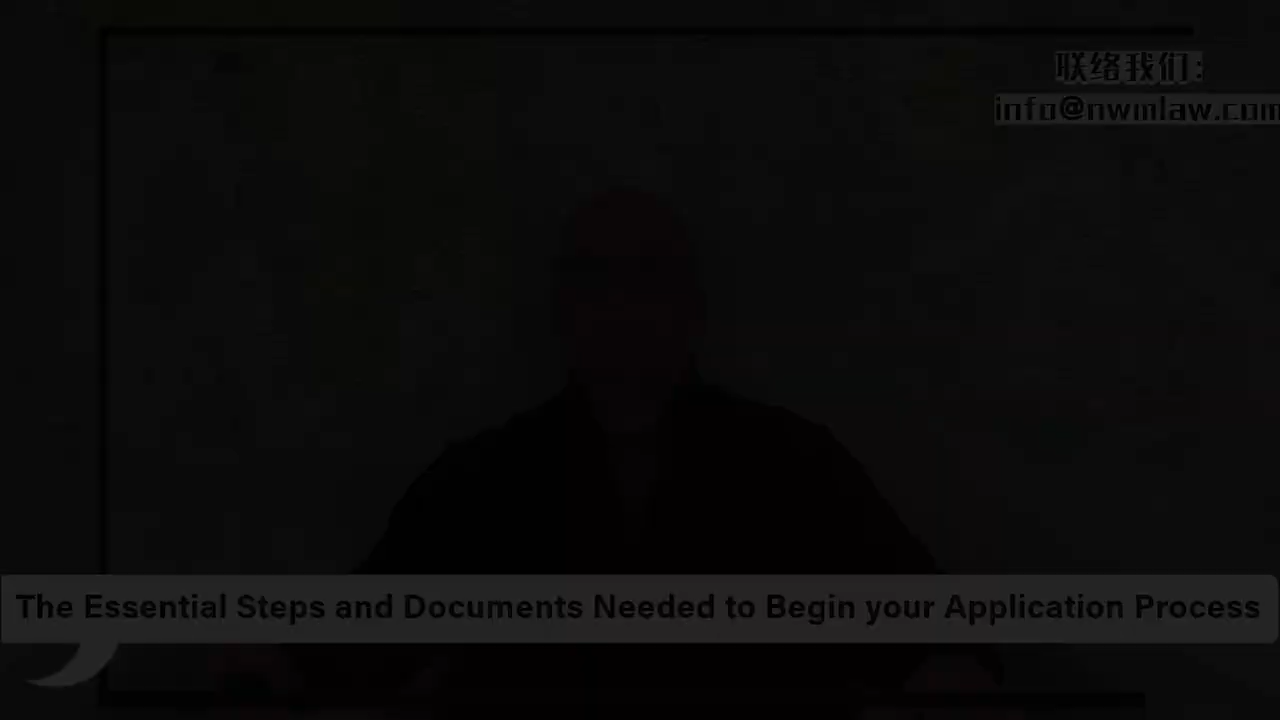 联络我们:
info@nwmlaw.com
The Essential Steps and Documents Needed to Begin your Application Process